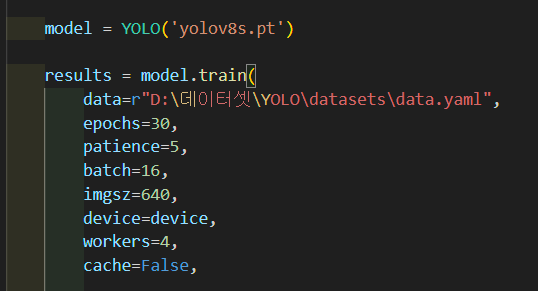 model = YOLO('yolov8s.pt')
results = model.train(
data=r"D:\데이터셋\YOLO\datasets\data.yaml",
epochs=30,
patience=5,
batch=16,
imgsz=640,
device=device,
workers=4,
cache=False,